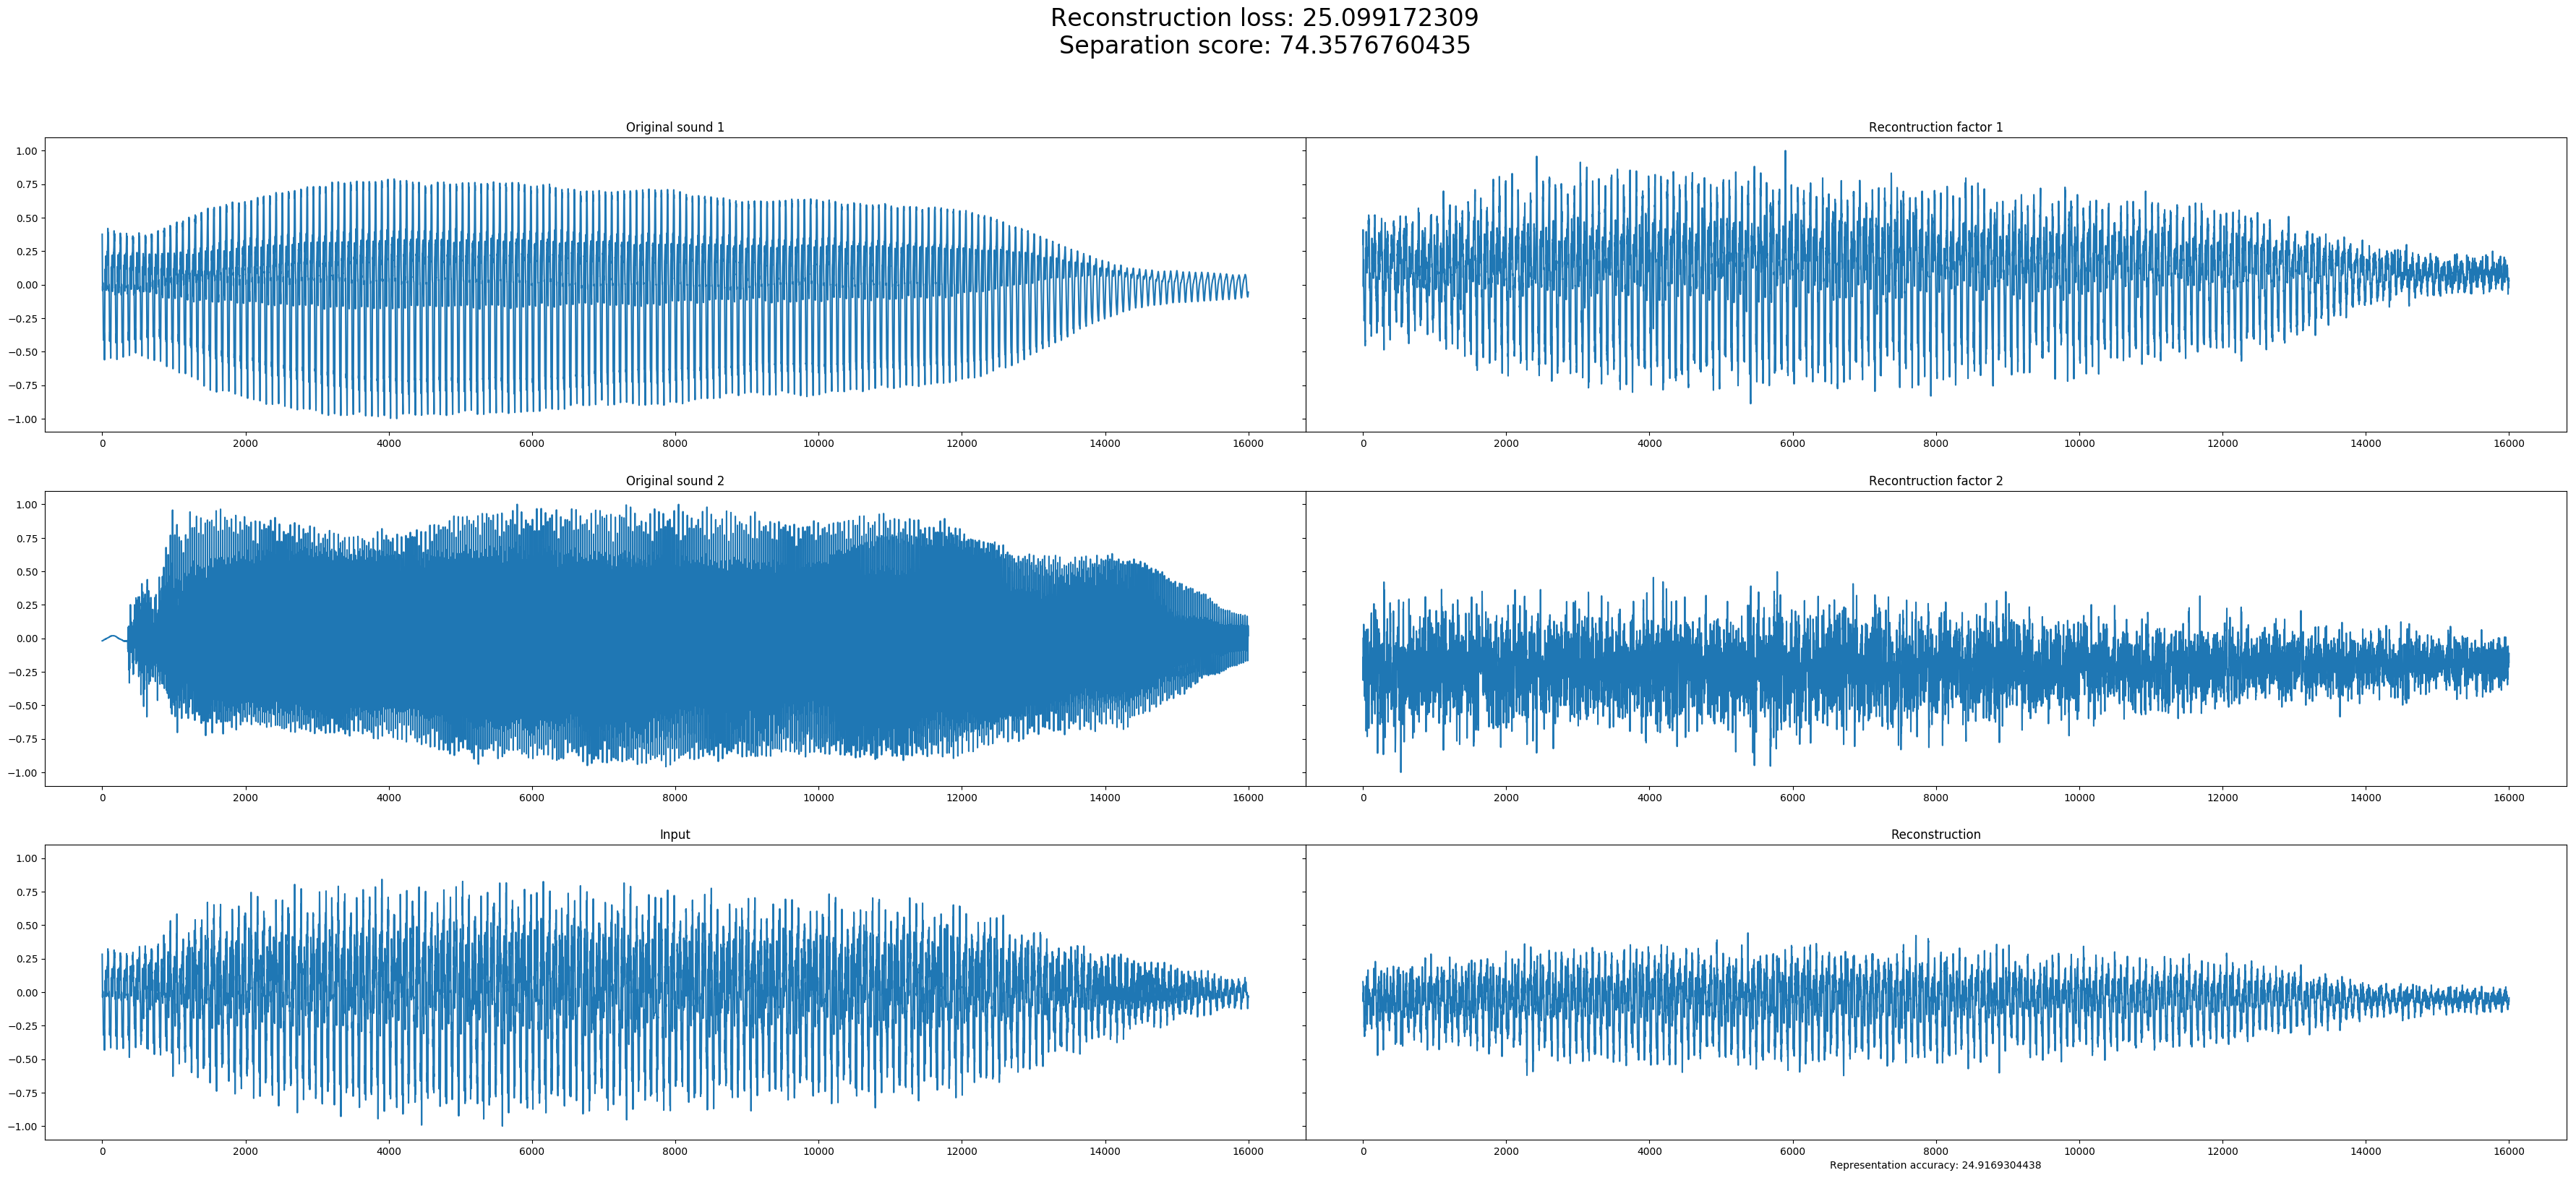 Reconstruction loss: 25.099172309
Separation score: 74.3576760435
Original sound 1
Recontruction factor 1
1.00
0.75
0.50
0.25
0.00
−0.25
−0.50
−0.75
−1.00
0 2000 4000 6000 8000 10000 12000 14000 16000
0 2000 4000 6000 8000 10000 12000 14000 16000
Original sound 2
Recontruction factor 2
1.00
0.75
0.50
0.25
0.00
−0.25
−0.50
−0.75
−1.00
0 2000 4000 6000 8000 10000 12000 14000 16000
0 2000 4000 6000 8000 10000 12000 14000 16000
Input
Reconstruction
1.00
0.75
0.50
0.25
0.00
−0.25
−0.50
−0.75
−1.00
0 2000 4000 6000 8000 10000 12000 14000 16000
0 2000 4000 6000 8000 10000 12000 14000 16000
Representation accuracy: 24.9169304438